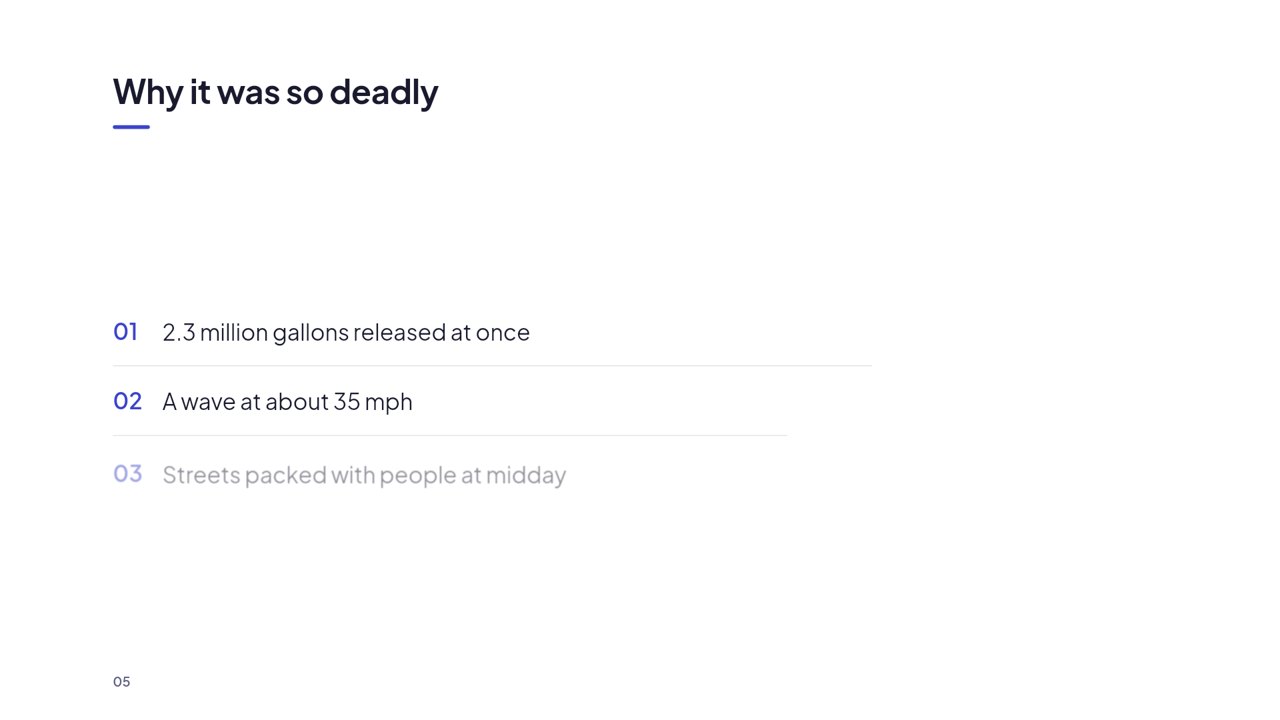 Why it was so deadly
01 2.3 million gallons released at once
02 A wave at about 35 mph
03 Streets packed with people at midday
05